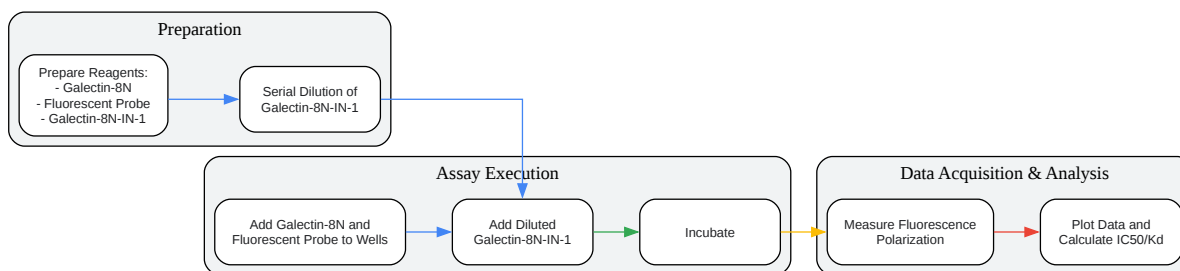 Preparation
Prepare Reagents:
- Galectin-8N
- Fluorescent Probe
- Galectin-8N-IN-1
Serial Dilution of
Galectin-8N-IN-1
Assay Execution
Add Galectin-8N and
Fluorescent Probe to Wells
Add Diluted
Galectin-8N-IN-1
Incubate
Data Acquisition & Analysis
Measure Fluorescence
Polarization
Plot Data and
Calculate IC50/Kd